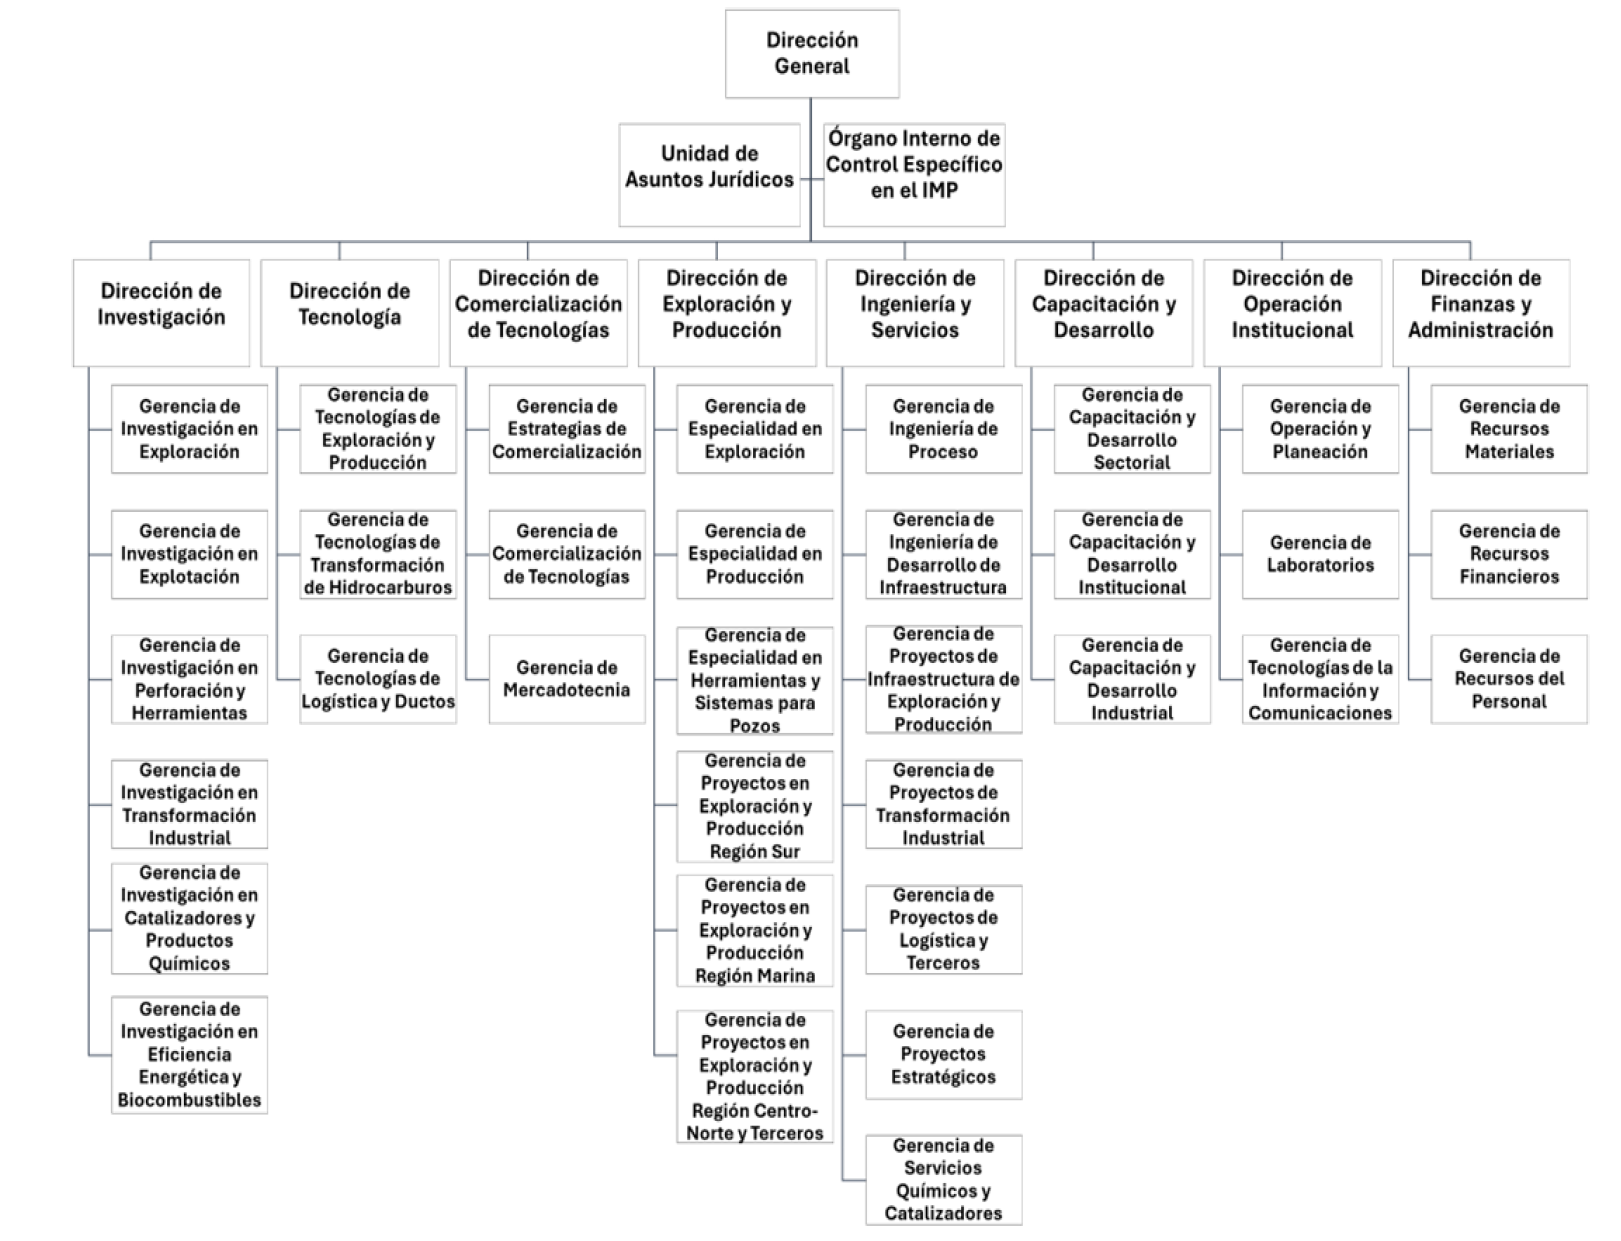 Dirección
General
Unidad de
Asuntos Jurídicos
Órgano Interno de
Control Específico
en el IMP
Dirección de
Investigación
Dirección de
Tecnología
Dirección de
Comercialización
de Tecnologías
Dirección de
Exploración y
Producción
Dirección de
Ingeniería y
Servicios
Dirección de
Capacitación y
Desarrollo
Dirección de
Operación
Institucional
Dirección de
Finanzas y
Administración
Gerencia de
Investigación en
Exploración
Gerencia de
Investigación en
Explotación
Gerencia de
Investigación en
Perforación y
Herramientas
Gerencia de
Investigación en
Transformación
Industrial
Gerencia de
Investigación en
Catalizadores y
Productos
Químicos
Gerencia de
Investigación en
Eficiencia
Energética y
Biocombustibles
Gerencia de
Tecnologías de
Exploración y
Producción
Gerencia de
Tecnologías de
Transformación
de Hidrocarburos
Gerencia de
Tecnologías de
Logística y Ductos
Gerencia de
Estrategias de
Comercialización
Gerencia de
Comercialización
de Tecnologías
Gerencia de
Mercadotecnia
Gerencia de
Especialidad en
Exploración
Gerencia de
Especialidad en
Producción
Gerencia de
Especialidad en
Herramientas y
Sistemas para
Pozos
Gerencia de
Proyectos en
Exploración y
Producción
Región Sur
Gerencia de
Proyectos en
Exploración y
Producción
Región Marina
Gerencia de
Proyectos en
Exploración y
Producción
Región Centro-
Norte y Terceros
Gerencia de
Ingeniería de
Proceso
Gerencia de
Ingeniería de
Desarrollo de
Infraestructura
Gerencia de
Proyectos de
Infraestructura de
Exploración y
Producción
Gerencia de
Proyectos de
Transformación
Industrial
Gerencia de
Proyectos de
Logística y
Terceros
Gerencia de
Proyectos
Estratégicos
Gerencia de
Servicios
Químicos y
Catalizadores
Gerencia de
Capacitación y
Desarrollo
Sectorial
Gerencia de
Capacitación y
Desarrollo
Institucional
Gerencia de
Capacitación y
Desarrollo
Industrial
Gerencia de
Operación y
Planeación
Gerencia de
Laboratorios
Gerencia de
Tecnologías de la
Información y
Comunicaciones
Gerencia de
Recursos
Materiales
Gerencia de
Recursos
Financieros
Gerencia de
Recursos del
Personal